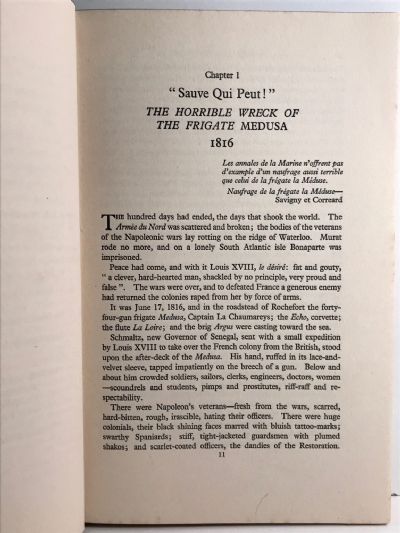 Chapter I
"Sauve Qui Peut!"
THE HORRIBLE WRECK OF
THE FRIGATE MEDUSA
1816
Les annales de la Marine n'offrent pas
d'example d'un naufrage aussi terrible
que celui de la frégate la Méduse.
Naufrage de la frégate la Méduse—
Savigny et Correard
THE hundred days had ended, the days that shook the world. The
Armée du Nord was scattered and broken; the bodies of the veterans
of the Napoleonic wars lay rotting on the ridge of Waterloo. Murat
rode no more, and on a lonely South Atlantic isle Bonaparte was
imprisoned.
Peace had come, and with it Louis XVIII, le désiré: fat and gouty,
" a clever, hard-hearted man, shackled by no principle, very proud and
false ". The wars were over, and to defeated France a generous enemy
had returned the colonies raped from her by force of arms.
It was June 17, 1816, and in the roadstead of Rochefort the forty-
four-gun frigate Medusa, Captain La Chaumareys; the Echo, corvette;
the flute La Loire; and the brig Argus were casting toward the sea.
Schmaltz, new Governor of Senegal, sent with a small expedition
by Louis XVIII to take over the French colony from the British, stood
upon the after-deck of the Medusa. His hand, ruffled in its lace-and-
velvet sleeve, tapped impatiently on the breech of a gun. Below and
about him crowded soldiers, sailors, clerks, engineers, doctors, women
—scoundrels and students, pimps and prostitutes, riff-raff and re-
spectability.
There were Napoleon's veterans—fresh from the wars, scarred,
hard-bitten, rough, irascible, hating their officers. There were huge
colonials, their black shining faces marred with bluish tattoo-marks;
swarthy Spaniards; stiff, tight-jacketed guardsmen with plumed
shakos; and scarlet-coated officers, the dandies of the Restoration.
11